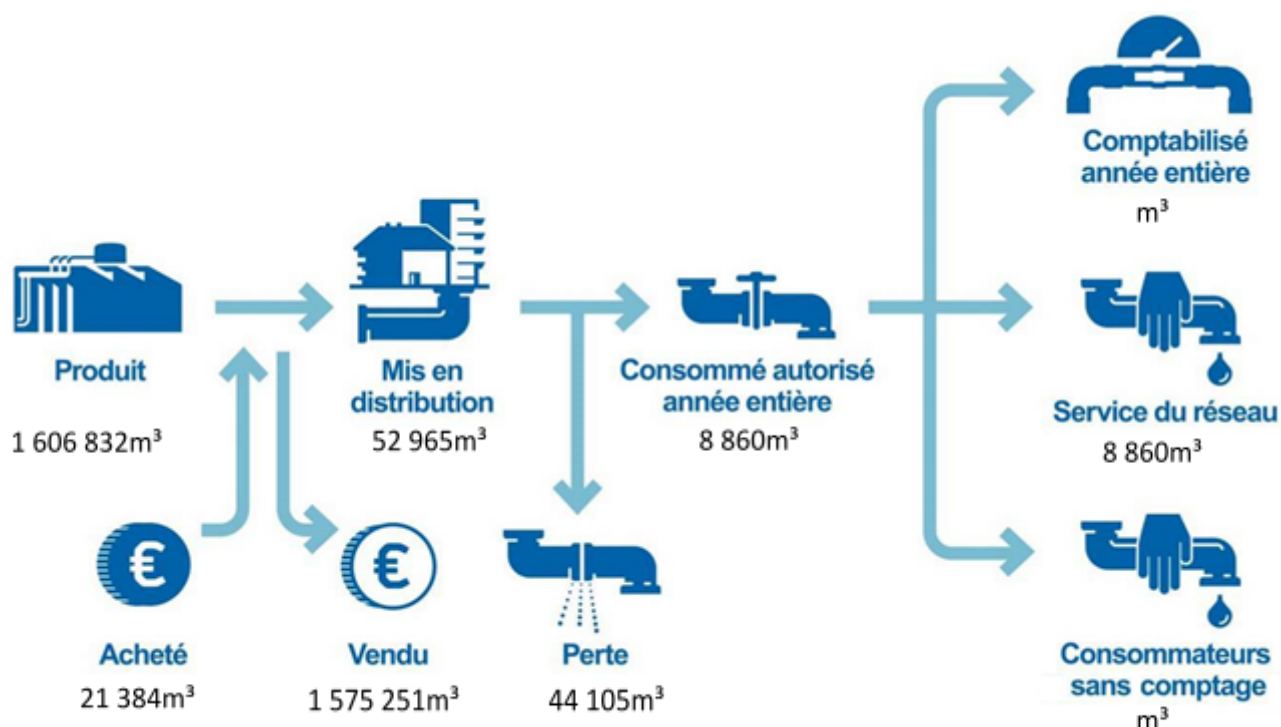 Comptabilisé
année entière
m³
Produit
1 606 832m³
Mis en
distribution
52 965m³
Consommé autorisé
année entière
8 860m³
Service du réseau
8 860m³
€
Acheté
21 384m³
€
Vendu
1 575 251m³
Perte
44 105m³
Consommateurs
sans comptage
m³